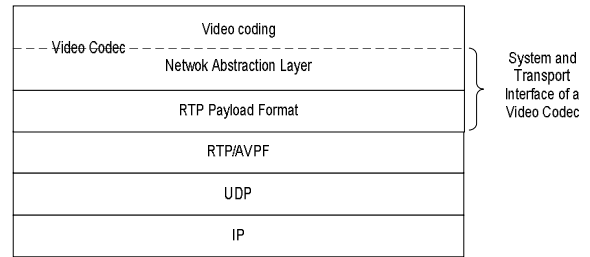 Video coding
Video Codec
Netwok Abstraction Layer
RTP Payload Format
RTP/AVPF
UDP
IP
System and
Transport
Interface of a
Video Codec